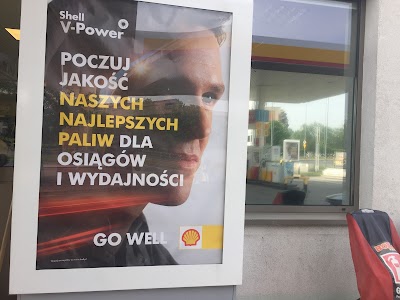 Shell
V-Power
POCZUJ
JAKOŚĆ
NASZYCH
NAJLEPSZYCH
PALIW DLA
OSIĄGÓW
I WYDAJNOŚCI
GO WELL